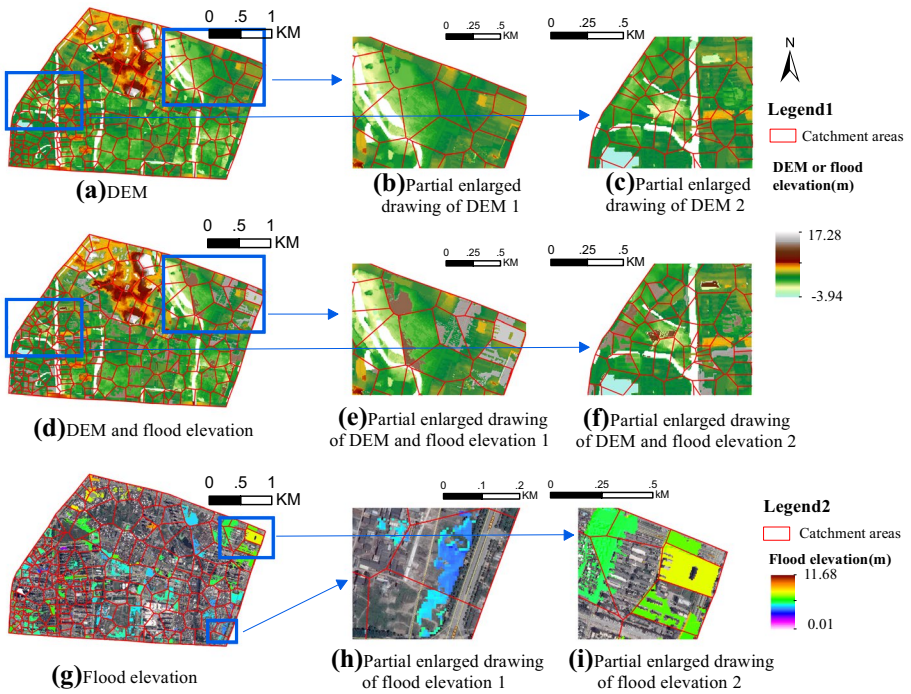 0 .5 1
KM
0 .25 .5
KM
0 .25 .5
KM
N
(a)DEM
(b)Partial enlarged
drawing of DEM 1
(c)Partial enlarged
drawing of DEM 2
Legend1
Catchment areas
DEM or flood
elevation(m)
17.28
-3.94
0 .5 1
KM
0 .25 .5
KM
0 .25 .5
KM
(d)DEM and flood elevation
(e)Partial enlarged drawing
of DEM and flood elevation 1
(f)Partial enlarged drawing
of DEM and flood elevation 2
0 .5 1
KM
0 .1 .2
KM
0 .25 .5
kM
(g)Flood elevation
(h)Partial enlarged drawing
of flood elevation 1
(i)Partial enlarged drawing
of flood elevation 2
Legend2
Catchment areas
Flood elevation(m)
11.68
0.01